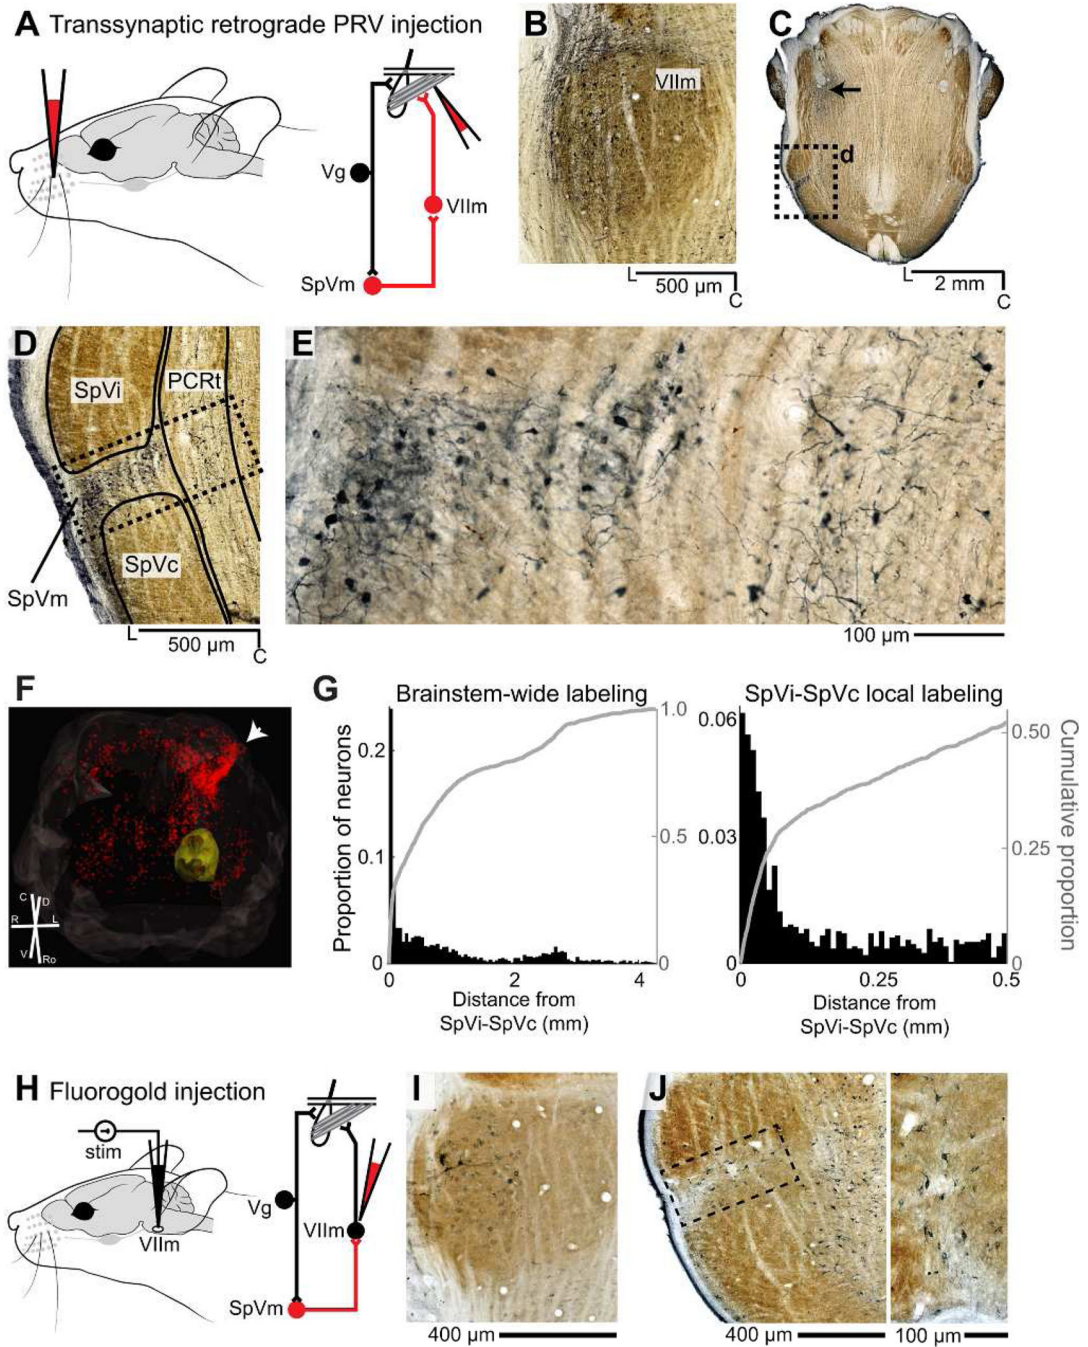 A Transsynaptic retrograde PRV injection
Vg
VIIm
SpVm
B
VIIm
L
500 µm
C
C
d
L
2 mm
C
D
SpVi
PCRt
SpVc
SpVm
L
500 µm
C
E
100 µm
F
C
D
R
L
V
Ro
G
Brainstem-wide labeling
Proportion of neurons
0.2
0.1
0
1.0
0.5
0
0
2
4
Distance from
SpVi-SpVc (mm)
SpVi-SpVc local labeling
0.06
0.03
0
0.50
0.25
0
Cumulative proportion
0
0.25
0.5
Distance from
SpVi-SpVc (mm)
H Fluorogold injection
stim
VIIm
Vg
VIIm
SpVm
I
400 µm
J
400 µm
100 µm